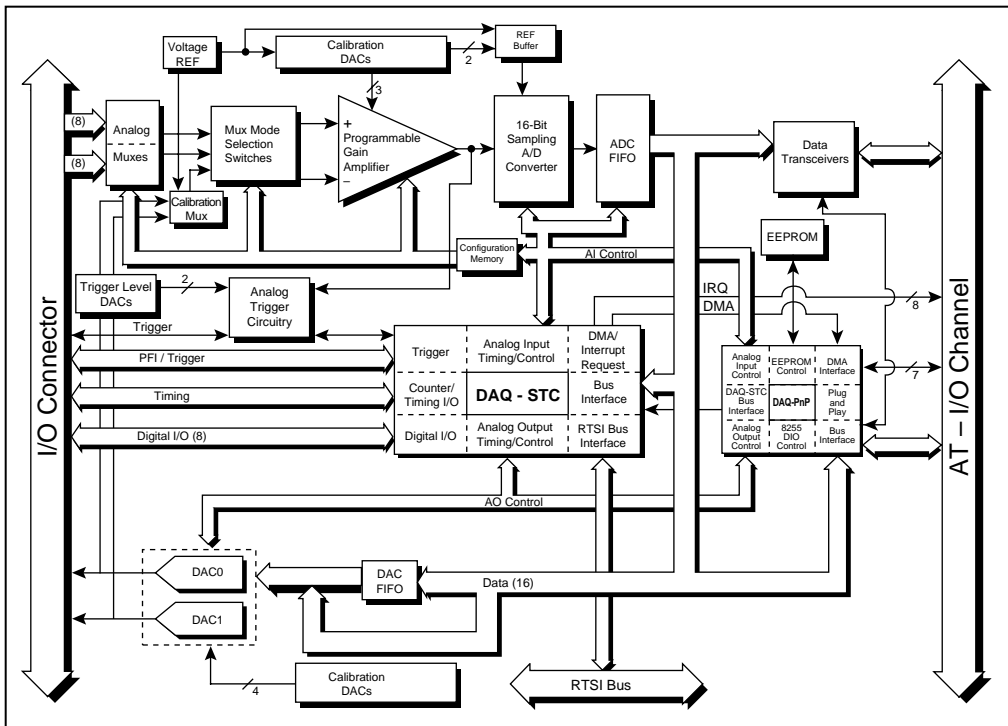 Voltage
REF
Calibration
DACs
2
REF
Buffer
3
(8)
(8)
Analog
Muxes
Mux Mode
Selection
Switches
+
Programmable
Gain
Amplifier
–
16-Bit
Sampling
A/D
Converter
ADC
FIFO
Data
Transceivers
Calibration
Mux
Configuration
Memory
AI Control
EEPROM
Trigger Level
DACs
2
Analog
Trigger
Circuitry
IRQ
DMA
8
Trigger
PFI / Trigger
Timing
Digital I/O (8)
Trigger
Analog Input
Timing/Control
DMA/
Interrupt
Request
Counter/
Timing I/O
DAQ - STC
Bus
Interface
Digital I/O
Analog Output
Timing/Control
RTSI Bus
Interface
Analog
Input
Control
EEPROM
Control
DMA
Interface
DAQ-STC
Bus
Interface
DAQ-PnP
Plug
and
Play
Analog
Output
Control
8255
DIO
Control
Bus
Interface
7
I/O Connector
AT – I/O Channel
AO Control
DAC0
DAC1
DAC
FIFO
Data (16)
4
Calibration
DACs
RTSI Bus